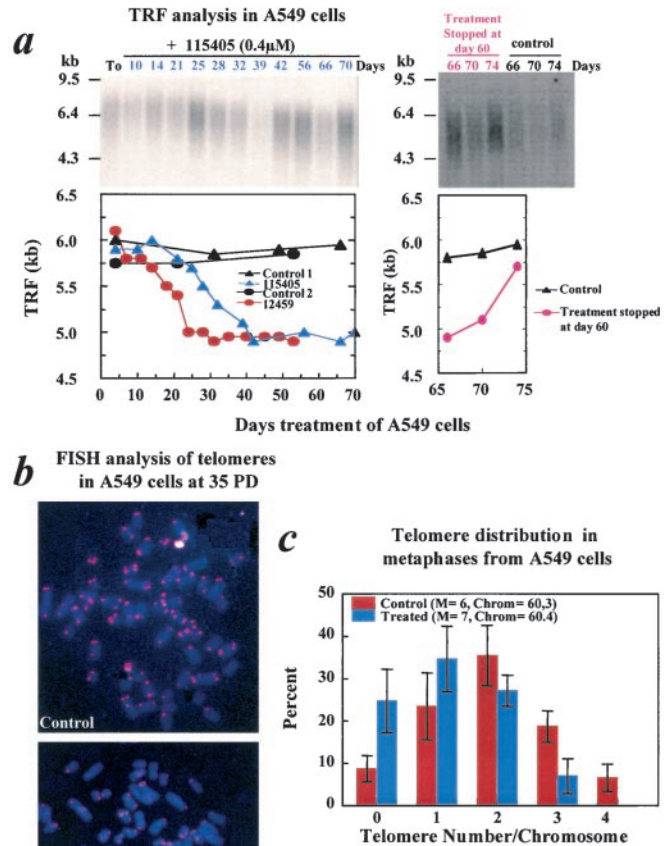 TRF analysis in A549 cells
a
+ 115405 (0.4µM)
kb To 10 14 21 25 28 32 39 42 56 66 70 Days
9.5
6.4
4.3
Treatment
Stopped at
day 60 control
kb 66 70 74 66 70 74 Days
9.5
6.4
4.3
TRF (kb)
6.5
6.0
5.5
5.0
4.5
0 10 20 30 40 50 60 70
Control 1
115405
Control 2
12459
TRF (kb)
6.5
6.0
5.5
5.0
4.5
65 70 75
Control
Treatment stopped
at day 60
Days treatment of A549 cells
b
FISH analysis of telomeres
in A549 cells at 35 PD
Control
c
Telomere distribution in
metaphases from A549 cells
Control (M= 6, Chrom= 60,3)
Treated (M= 7, Chrom= 60.4)
Percent
50
40
30
20
10
0
0 1 2 3 4
Telomere Number/Chromosome